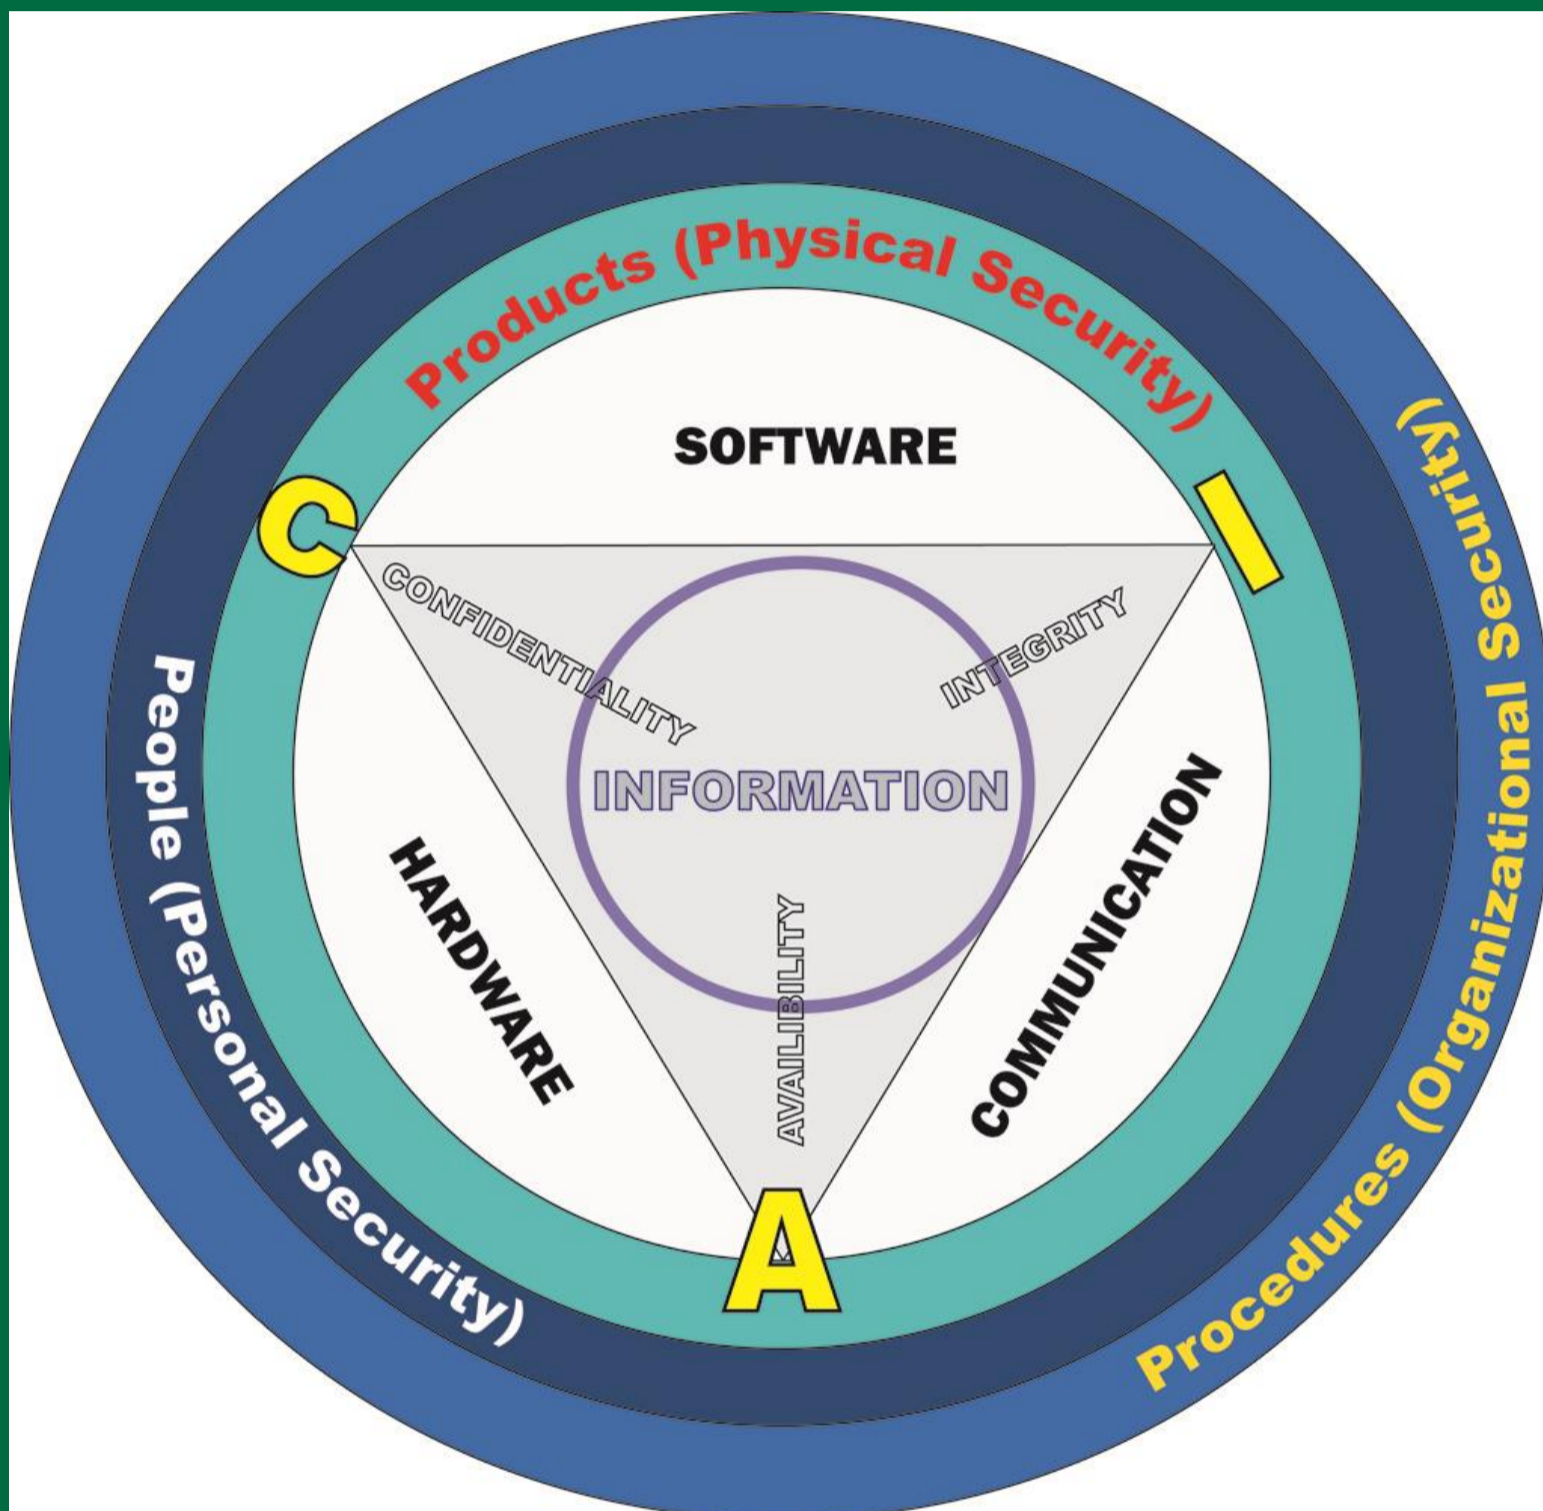 Products (Physical Security)
SOFTWARE
C
I
CONFIDENTIALITY
INTEGRITY
INFORMATION
HARDWARE
AVAILIBILITY
COMMUNICATION
A
People (Personal Security)
Procedures (Organizational Security)